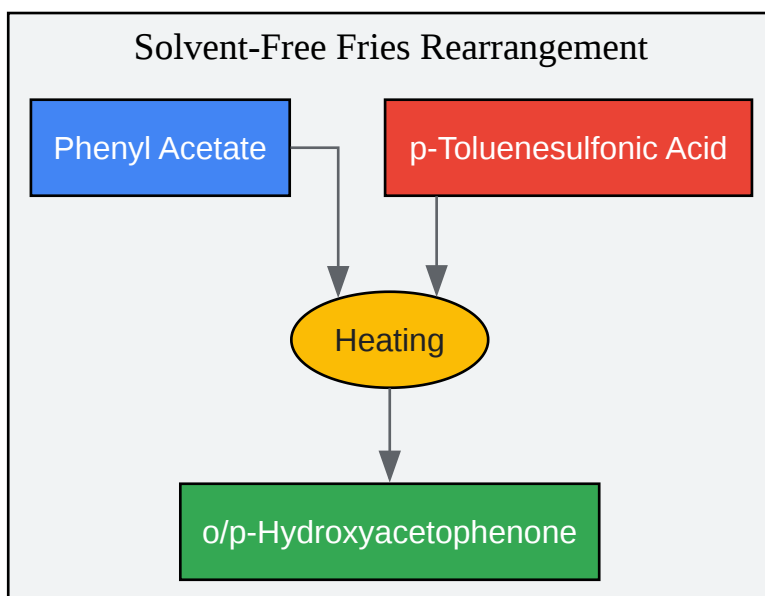 Solvent-Free Fries Rearrangement
Phenyl Acetate
p-Toluenesulfonic Acid
Heating
o/p-Hydroxyacetophenone